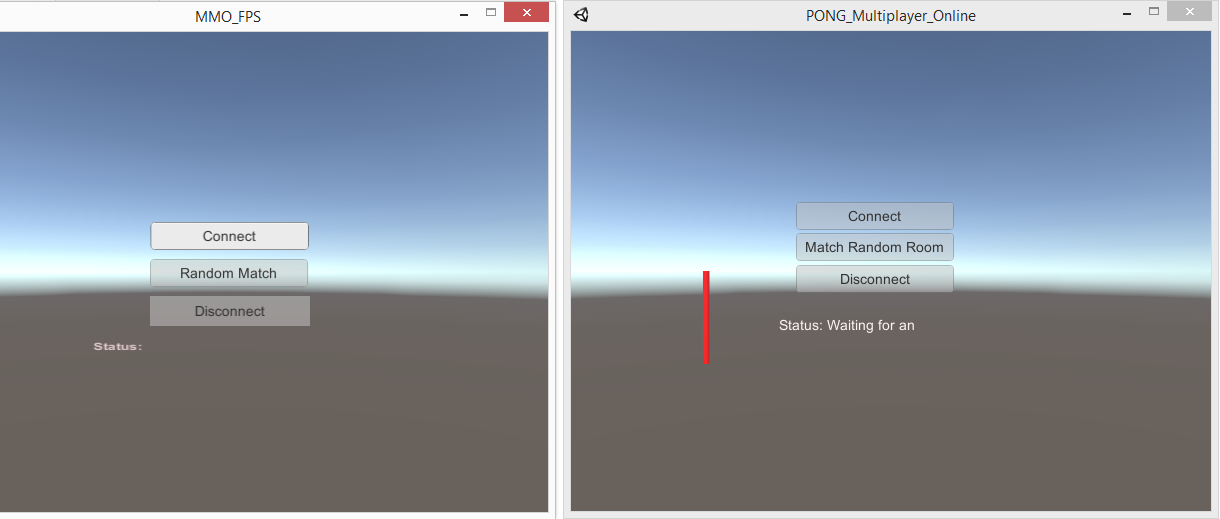 MMO_FPS
Connect
Random Match
Disconnect
Status:
PONG_Multiplayer_Online
Connect
Match Random Room
Disconnect
Status: Waiting for an